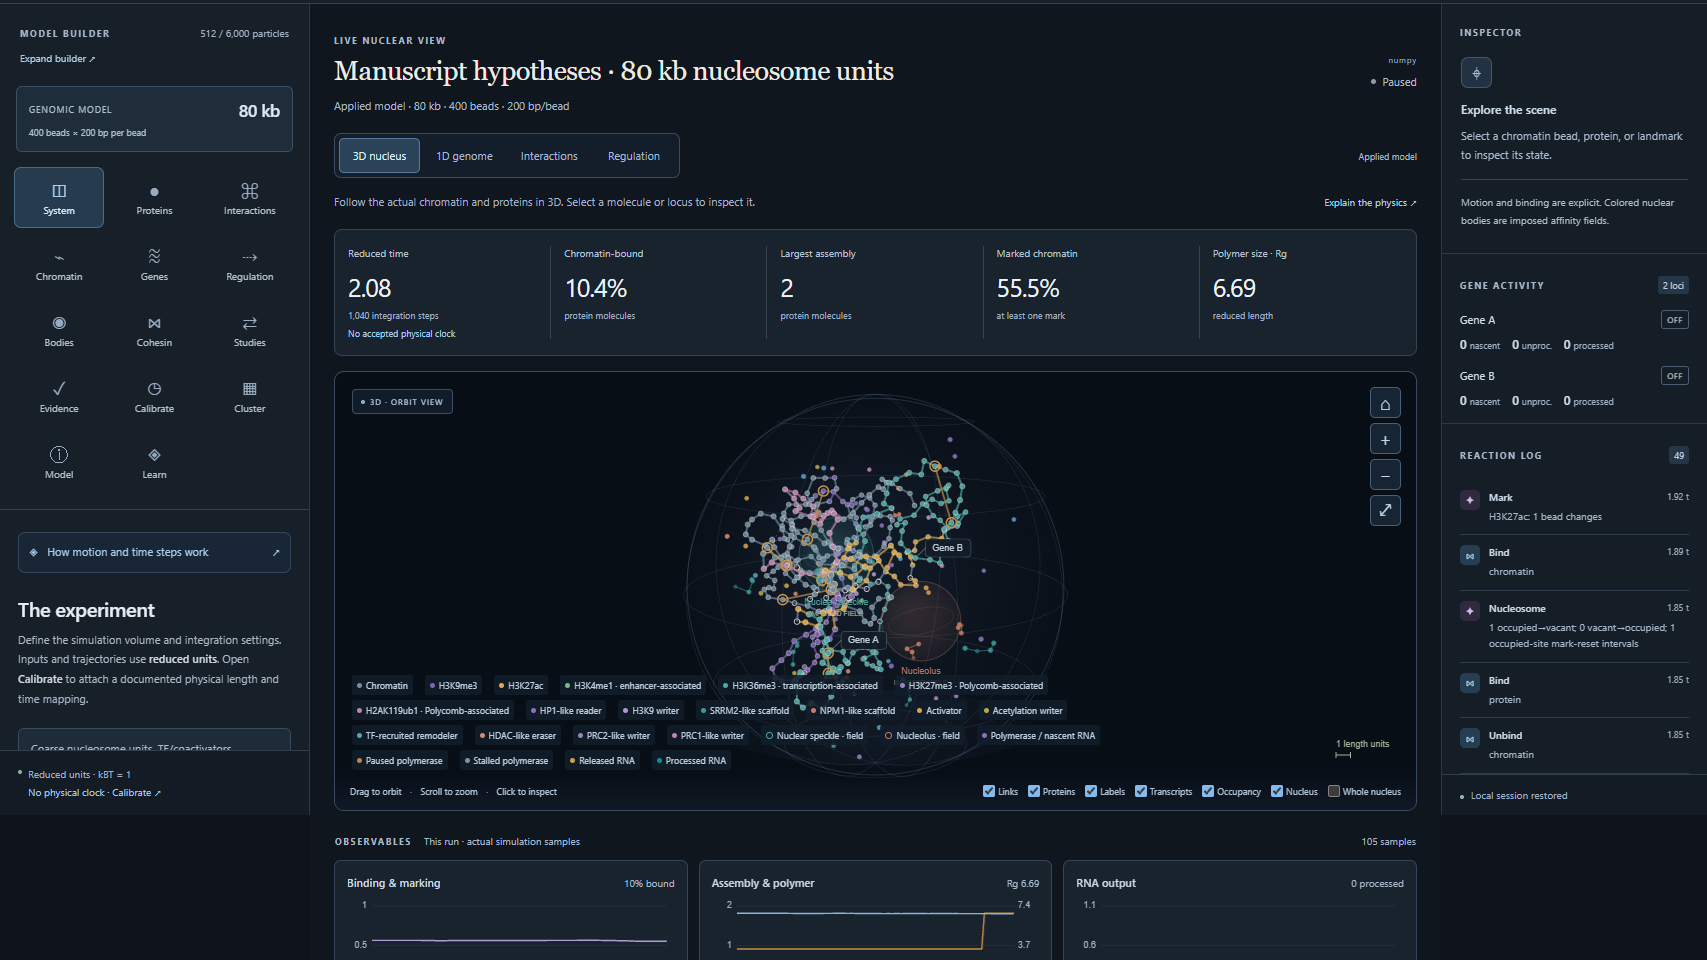 MODEL BUILDER
512 / 6,000 particles
Expand builder ↗
GENOMIC MODEL
80 kb
400 beads × 200 bp per bead
System
Proteins
Interactions
Chromatin
Genes
Regulation
Bodies
Cohesin
Studies
Evidence
Calibrate
Cluster
Model
Learn
How motion and time steps work ↗
The experiment
Define the simulation volume and integration settings.
Inputs and trajectories use reduced units. Open
Calibrate to attach a documented physical length and
time mapping.
Coarse nucleosome units, TF/coactivators
Reduced units · kBT = 1
No physical clock · Calibrate ↗
LIVE NUCLEAR VIEW
Manuscript hypotheses · 80 kb nucleosome units
numpy
Paused
Applied model · 80 kb · 400 beads · 200 bp/bead
3D nucleus
1D genome
Interactions
Regulation
Applied model
Follow the actual chromatin and proteins in 3D. Select a molecule or locus to inspect it.
Explain the physics ↗
Reduced time
2.08
1,040 integration steps
No accepted physical clock
Chromatin-bound
10.4%
protein molecules
Largest assembly
2
protein molecules
Marked chromatin
55.5%
at least one mark
Polymer size · Rg
6.69
reduced length
3D · ORBIT VIEW
Gene B
Gene A
Nucleolus
Chromatin
H3K9me3
H3K27ac
H3K4me1 · enhancer-associated
H3K36me3 · transcription-associated
H3K27me3 · Polycomb-associated
H2AK119ub1 · Polycomb-associated
HP1-like reader
H3K9 writer
SRRM2-like scaffold
NPM1-like scaffold
Activator
Acetylation writer
TF-recruited remodeler
HDAC-like eraser
PRC2-like writer
PRC1-like writer
Nuclear speckle · field
Nucleolus · field
Polymerase / nascent RNA
Paused polymerase
Stalled polymerase
Released RNA
Processed RNA
1 length units
Drag to orbit · Scroll to zoom · Click to inspect
Links
Proteins
Labels
Transcripts
Occupancy
Nucleus
Whole nucleus
OBSERVABLES
This run · actual simulation samples
105 samples
Binding & marking
10% bound
1
0.5
Assembly & polymer
Rg 6.69
2
7.4
1
3.7
RNA output
0 processed
1.1
0.6
INSPECTOR
Explore the scene
Select a chromatin bead, protein, or landmark
to inspect its state.
Motion and binding are explicit. Colored nuclear
bodies are imposed affinity fields.
GENE ACTIVITY
2 loci
Gene A
OFF
0 nascent 0 unproc. 0 processed
Gene B
OFF
0 nascent 0 unproc. 0 processed
REACTION LOG
49
Mark
1.92 t
H3K27ac: 1 bead changes
Bind
1.89 t
chromatin
Nucleosome
1.85 t
1 occupied→vacant; 0 vacant→occupied; 1
occupied-site mark-reset intervals
Bind
1.85 t
protein
Unbind
1.85 t
chromatin
Local session restored